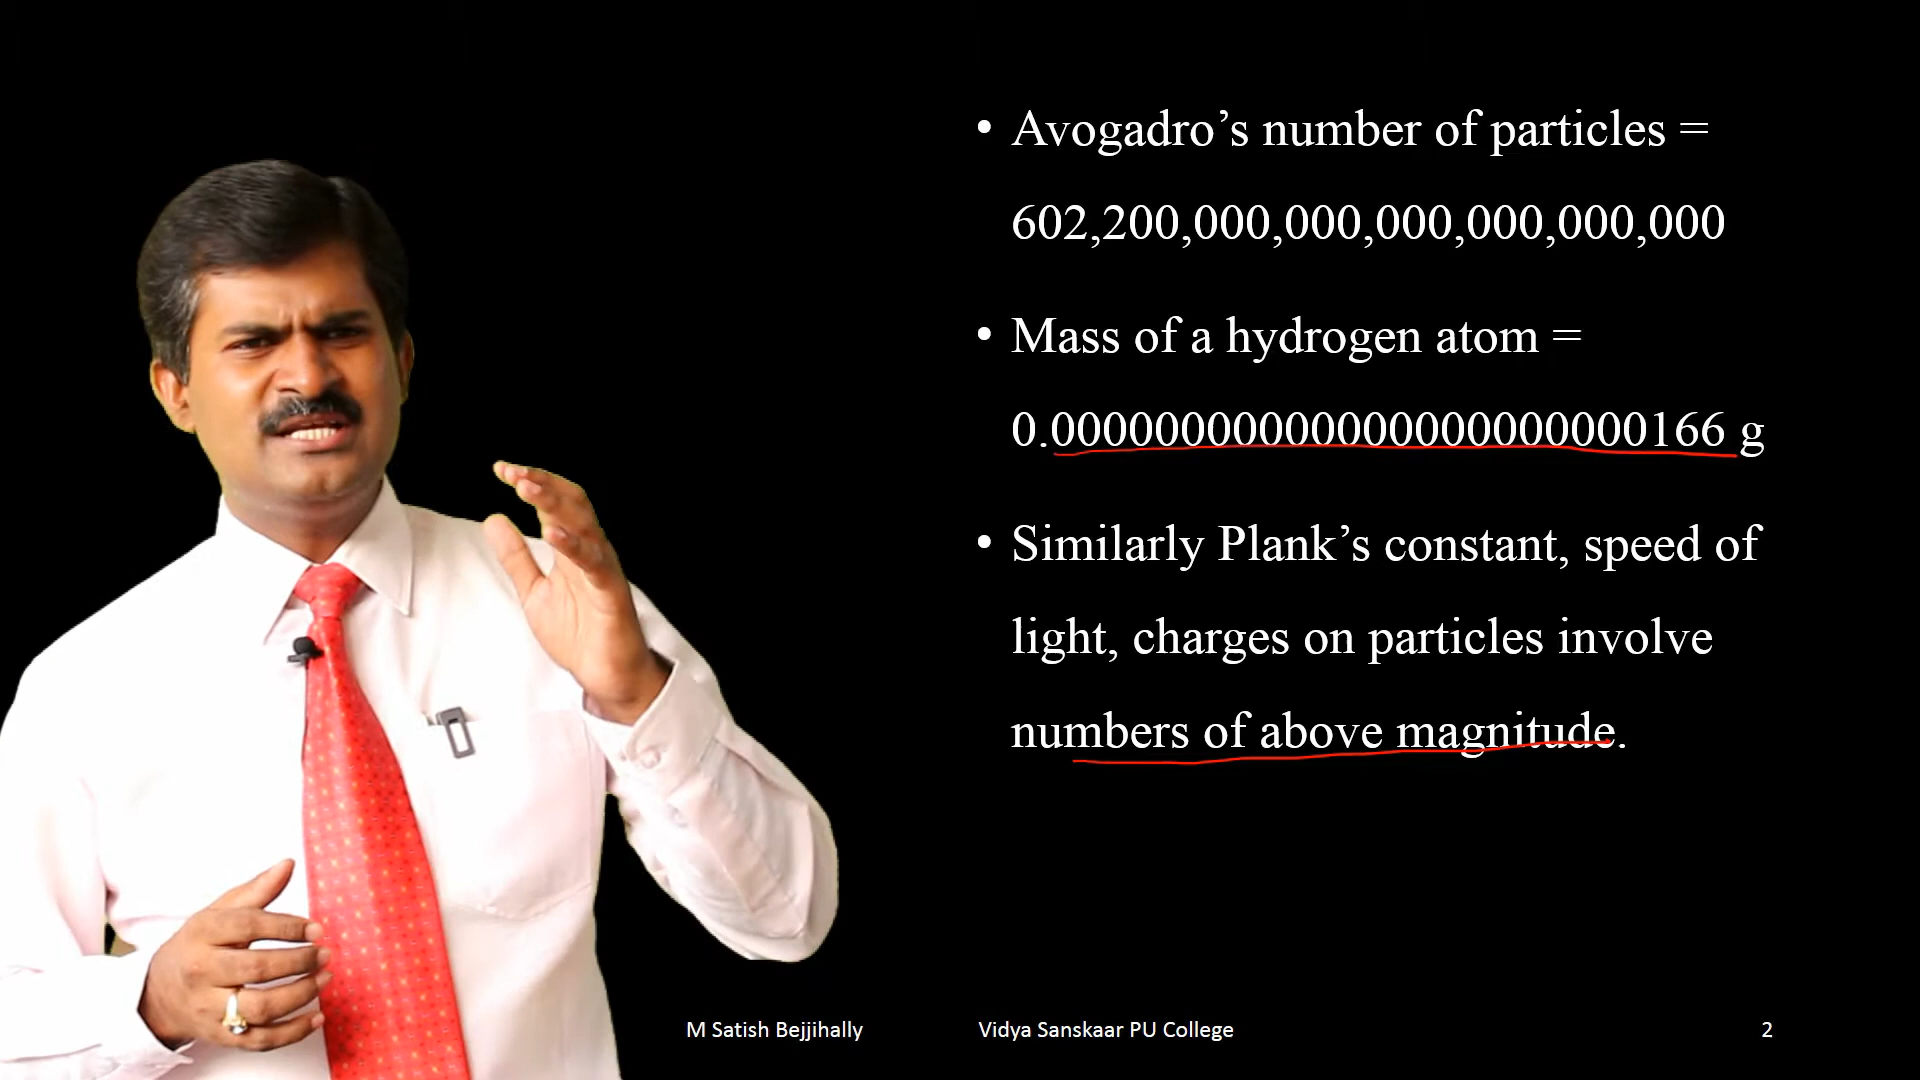 • Avogadro’s number of particles =
602,200,000,000,000,000,000,000
• Mass of a hydrogen atom =
0.00000000000000000000000166 g
• Similarly Plank’s constant, speed of
light, charges on particles involve
numbers of above magnitude.
M Satish Bejjihally
Vidya Sanskaar PU College
2